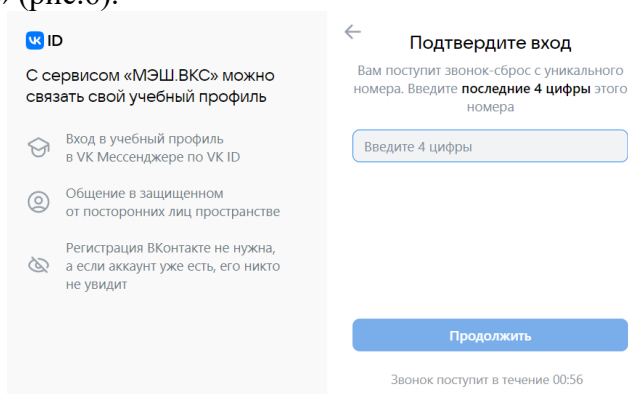 (рис.6).
VK ID
С сервисом «МЭШ.ВКС» можно
связать свой учебный профиль
Вход в учебный профиль
в VK Мессенджере по VK ID
Общение в защищенном
от посторонних лиц пространстве
Регистрация ВКонтакте не нужна,
а если аккаунт уже есть, его никто
не увидит
Подтвердите вход
Вам поступит звонок-сброс с уникального
номера. Введите последние 4 цифры этого
номера
Введите 4 цифры
Продолжить
Звонок поступит в течение 00:56